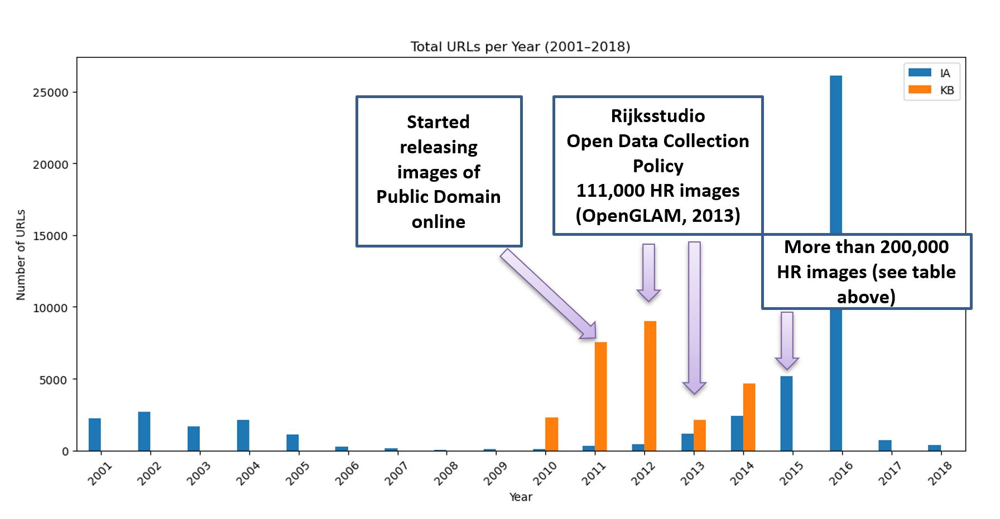 Total URLs per Year (2001–2018)
IA
KB
Number of URLs
25000
20000
15000
10000
5000
0
Started
releasing
images of
Public Domain
online
Rijksstudio
Open Data Collection
Policy
111,000 HR images
(OpenGLAM, 2013)
More than 200,000
HR images (see table
above)
2001 2002 2003 2004 2005 2006 2007 2008 2009 2010 2011 2012 2013 2014 2015 2016 2017 2018
Year